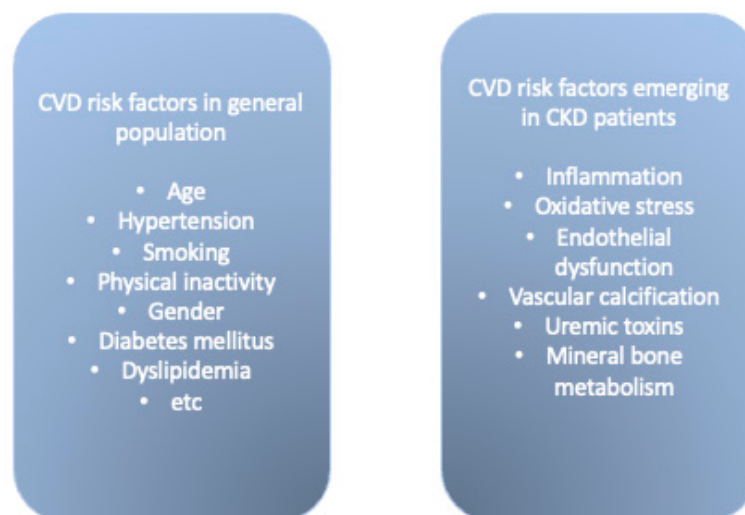 CVD risk factors in general
population
• Age
• Hypertension
• Smoking
• Physical inactivity
• Gender
• Diabetes mellitus
• Dyslipidemia
• etc
CVD risk factors emerging
in CKD patients
• Inflammation
• Oxidative stress
• Endothelial
dysfunction
• Vascular calcification
• Uremic toxins
• Mineral bone
metabolism